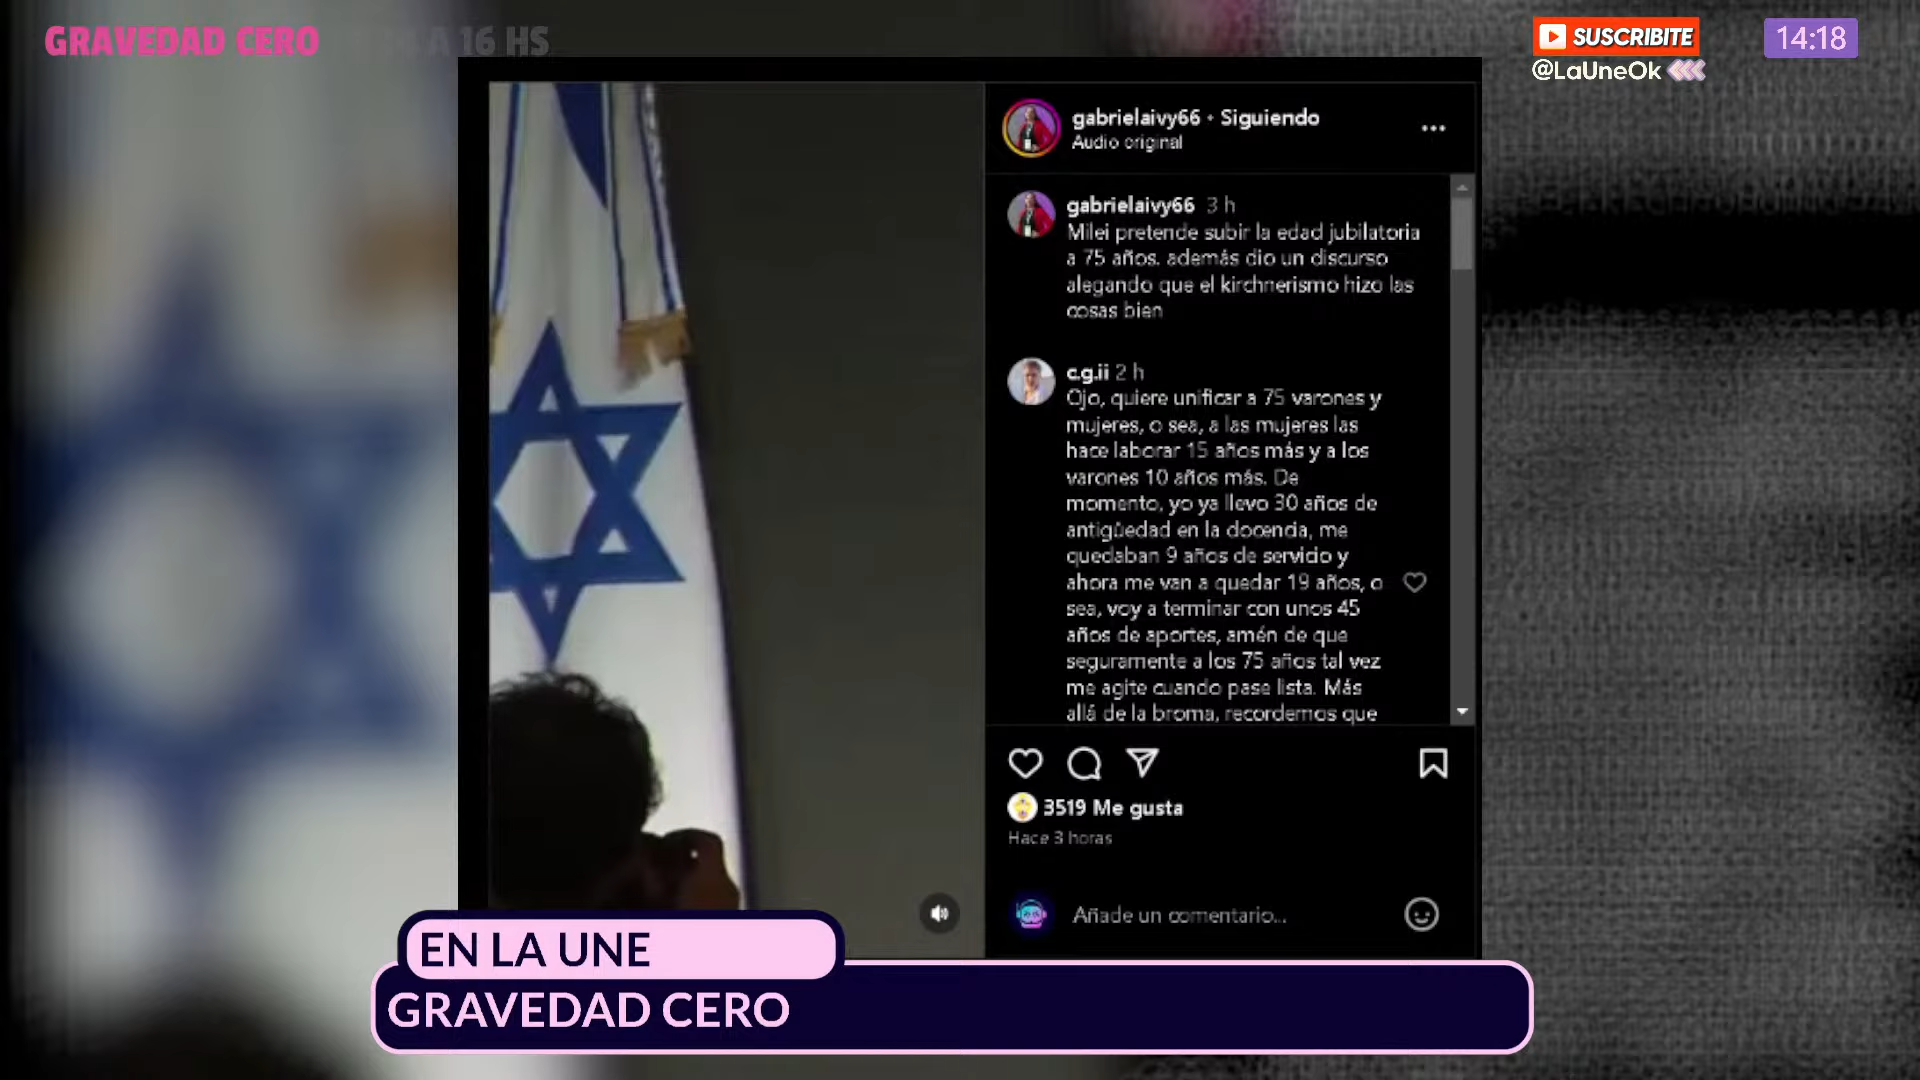 GRAVEDAD CERO
A 16 HS
SUSCRIBITE
@LaUneOk
14:18
gabrielaivy66 • Siguiendo
Audio original
gabrielaivy66 3 h
Milei pretende subir la edad jubilatoria
a 75 años. además dio un discurso
alegando que el kirchnerismo hizo las
cosas bien
c.g.ii 2 h
Ojo, quiere unificar a 75 varones y
mujeres, o sea, a las mujeres las
hace laborar 15 años más y a los
varones 10 años más. De
momento, yo ya llevo 30 años de
antigüedad en la docencia, me
quedaban 9 años de servicio y
ahora me van a quedar 19 años, o
sea, voy a terminar con unos 45
años de aportes, amén de que
seguramente a los 75 años tal vez
me agite cuando pase lista. Más
allá de la broma, recordemos que
3519 Me gusta
Hace 3 horas
Añade un comentario...
EN LA UNE
GRAVEDAD CERO